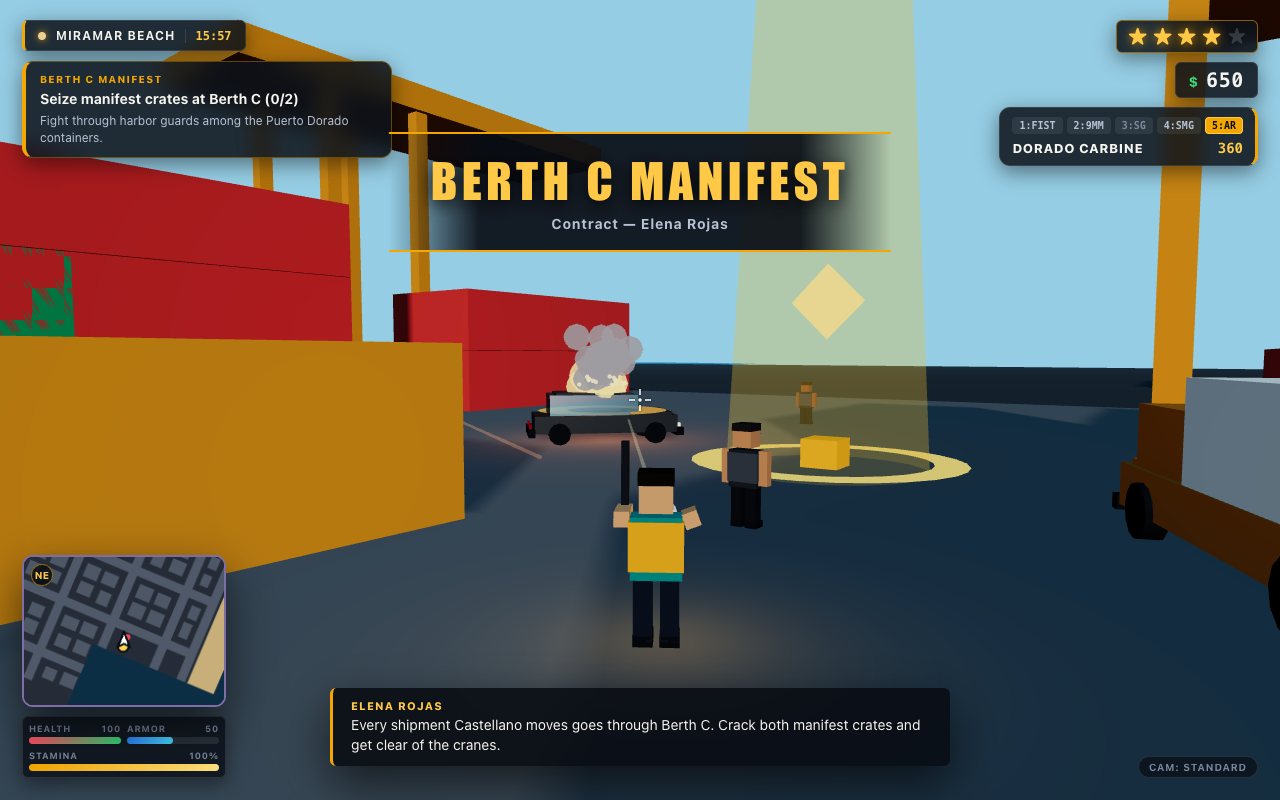 MIRAMAR BEACH 15:57
BERTH C MANIFEST
Seize manifest crates at Berth C (0/2)
Fight through harbor guards among the Puerto Dorado
containers.
$ 650
1:FIST 2:9MM 3:SG 4:SMG 5:AR
DORADO CARBINE 360
BERTH C MANIFEST
Contract — Elena Rojas
NE
HEALTH 100 ARMOR 50
STAMINA 100%
ELENA ROJAS
Every shipment Castellano moves goes through Berth C. Crack both manifest crates and
get clear of the cranes.
CAM: STANDARD